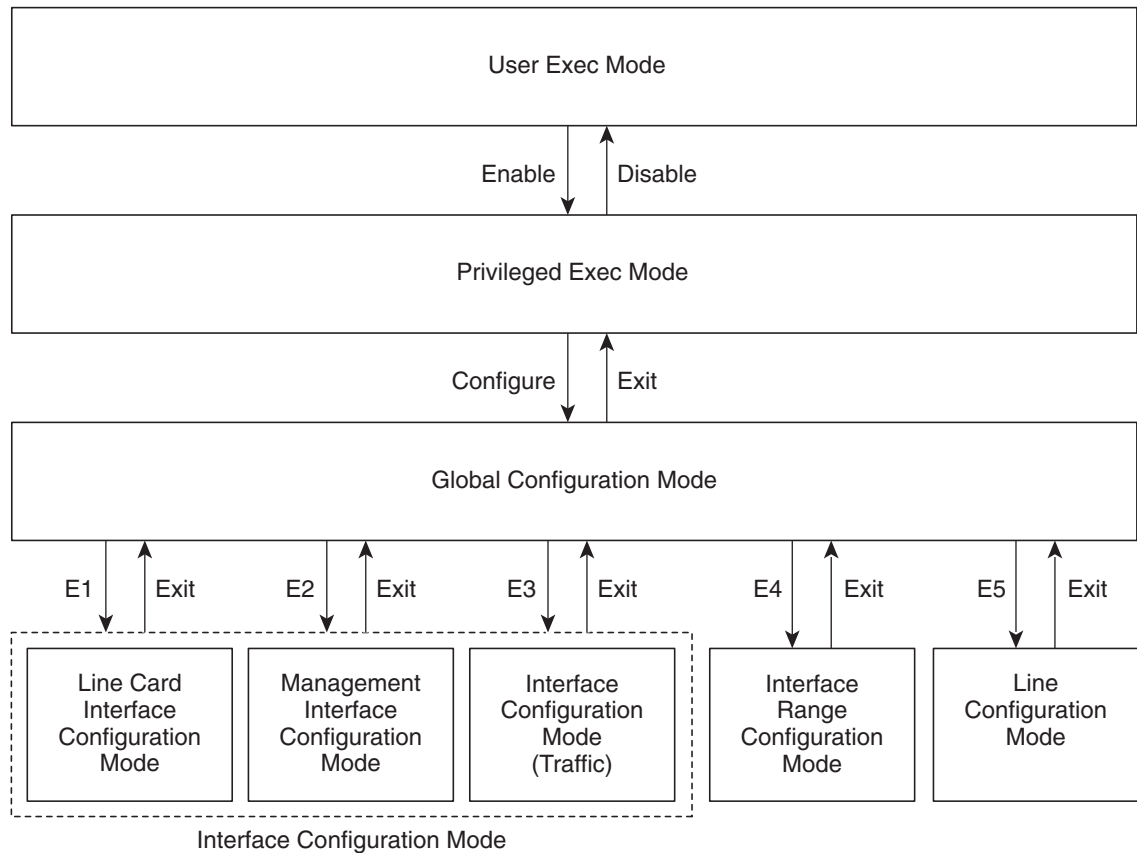 User Exec Mode
Enable
Disable
Privileged Exec Mode
Configure
Exit
Global Configuration Mode
E1
Exit
E2
Exit
E3
Exit
E4
Exit
E5
Exit
Line Card
Interface
Configuration
Mode
Management
Interface
Configuration
Mode
Interface
Configuration
Mode
(Traffic)
Interface
Range
Configuration
Mode
Line
Configuration
Mode
Interface Configuration Mode